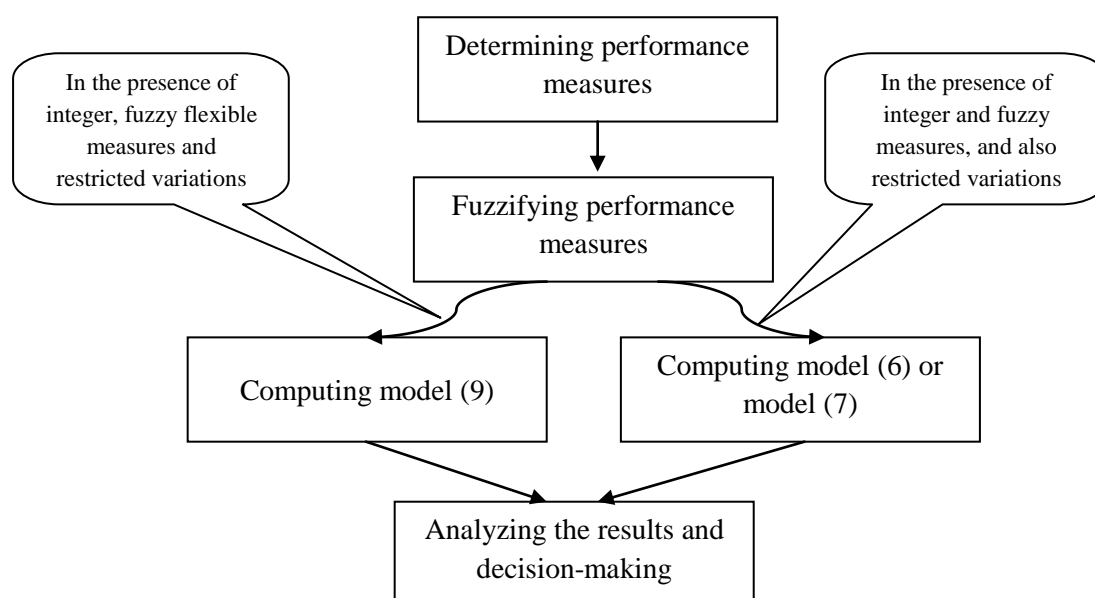 Determining performance
measures
In the presence of
integer, fuzzy flexible
measures and
restricted variations
In the presence of
integer and fuzzy
measures, and also
restricted variations
Fuzzifying performance
measures
Computing model (9)
Computing model (6) or
model (7)
Analyzing the results and
decision-making